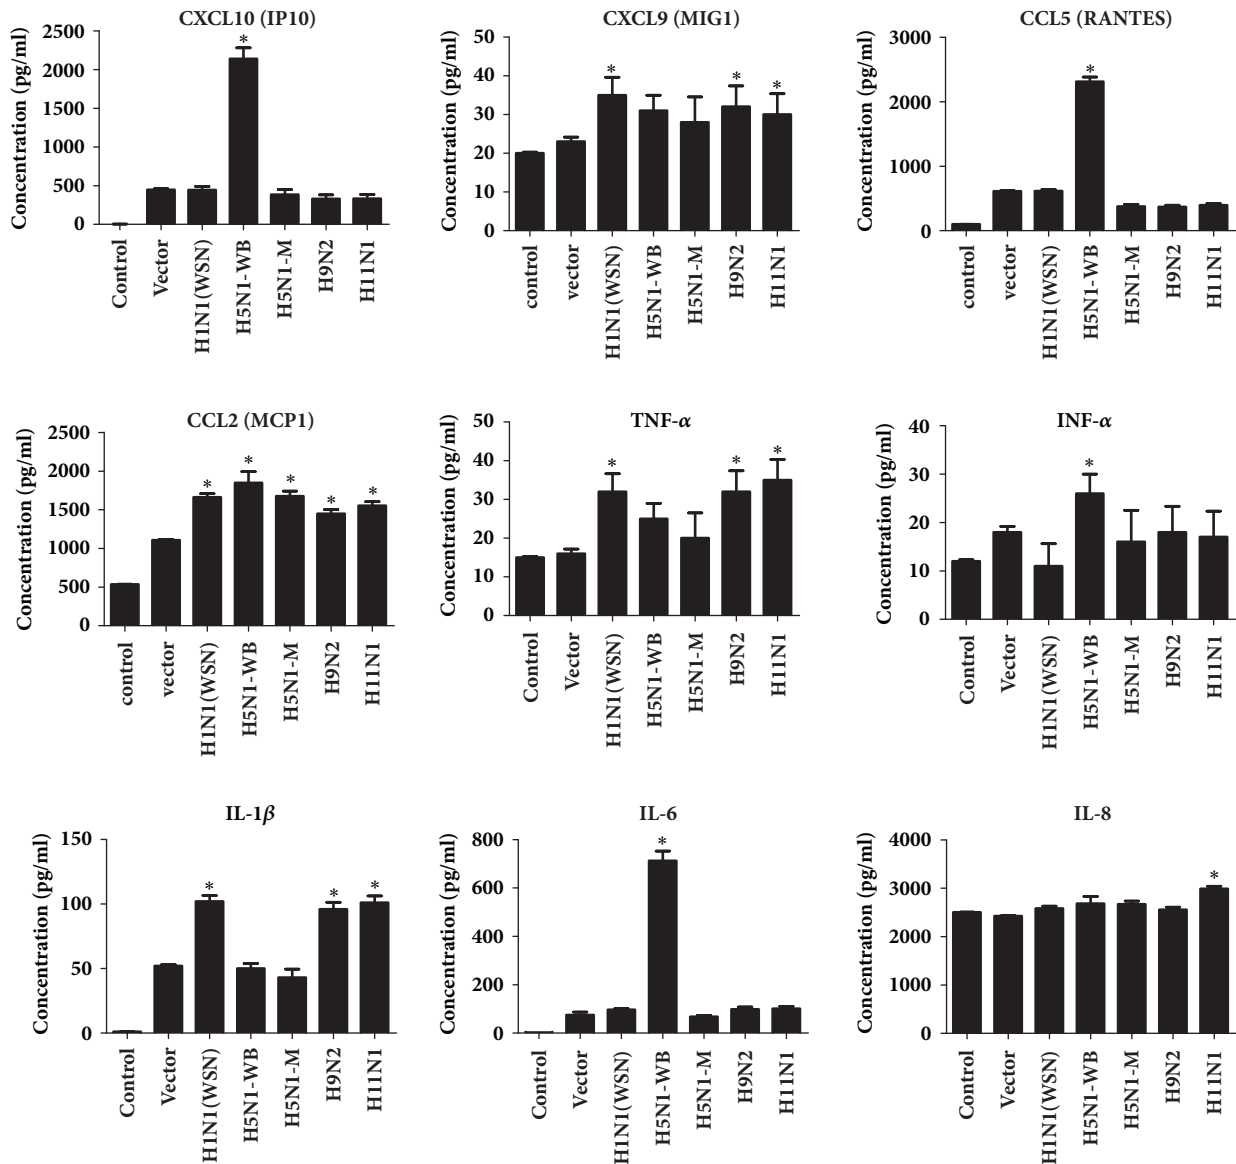 CXCL10 (IP10)
Concentration (pg/ml)
2500
2000
1500
1000
500
0
*
Control
Vector
H1N1(WSN)
H5N1-WB
H5N1-M
H9N2
H11N1
CXCL9 (MIG1)
Concentration (pg/ml)
50
40
30
20
10
0
* * *
control
vector
H1N1(WSN)
H5N1-WB
H5N1-M
H9N2
H11N1
CCL5 (RANTES)
Concentration (pg/ml)
3000
2000
1000
0
*
Control
Vector
H1N1(WSN)
H5N1-WB
H5N1-M
H9N2
H11N1
CCL2 (MCP1)
Concentration (pg/ml)
2500
2000
1500
1000
500
0
* * * * *
control
vector
H1N1(WSN)
H5N1-WB
H5N1-M
H9N2
H11N1
TNF-α
Concentration (pg/ml)
50
40
30
20
10
0
* * *
Control
Vector
H1N1(WSN)
H5N1-WB
H5N1-M
H9N2
H11N1
INF-α
Concentration (pg/ml)
40
30
20
10
0
*
Control
Vector
H1N1(WSN)
H5N1-WB
H5N1-M
H9N2
H11N1
IL-1β
Concentration (pg/ml)
150
100
50
0
* * *
Control
Vector
H1N1(WSN)
H5N1-WB
H5N1-M
H9N2
H11N1
IL-6
Concentration (pg/ml)
800
600
400
200
0
*
Control
Vector
H1N1(WSN)
H5N1-WB
H5N1-M
H9N2
H11N1
IL-8
Concentration (pg/ml)
4000
3000
2000
1000
0
*
Control
Vector
H1N1(WSN)
H5N1-WB
H5N1-M
H9N2
H11N1